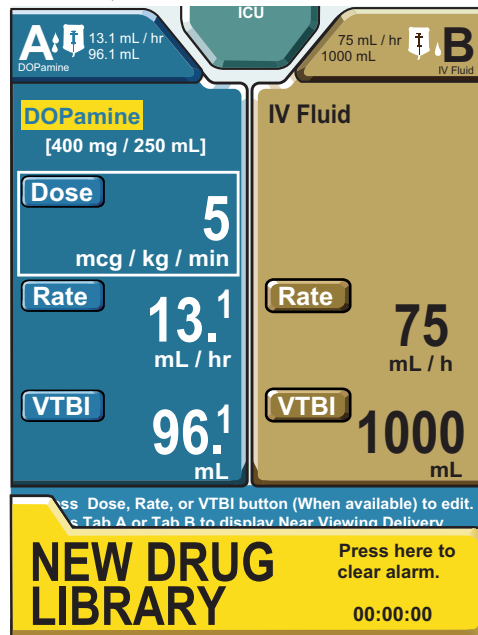 ICU
A
13.1 mL / hr
96.1 mL
DOPamine
75 mL / hr
1000 mL
B
IV Fluid
DOPamine
[400 mg / 250 mL]
Dose
5
mcg / kg / min
Rate
13.1
mL / hr
VTBI
96.1
mL
IV Fluid
Rate
75
mL / h
VTBI
1000
mL
Dose, Rate, or VTBI button (When available) to edit.
Tab A or Tab B to display Near Viewing Delivery
NEW DRUG
LIBRARY
Press here to
clear alarm.
00:00:00